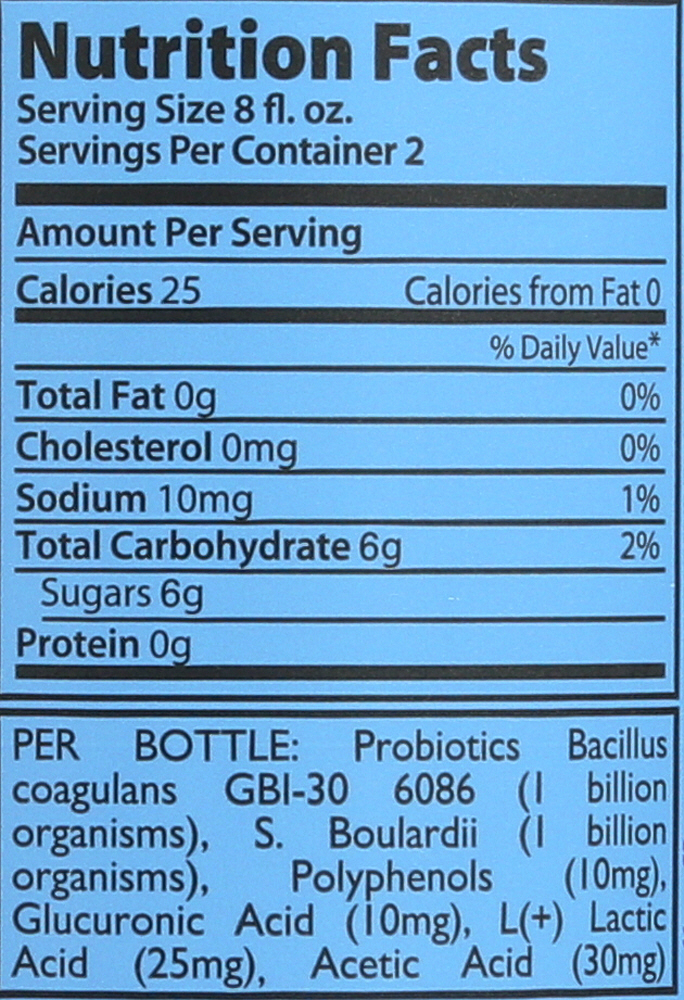 Nutrition Facts
Serving Size 8 fl. oz.
Servings Per Container 2
Amount Per Serving
Calories 25 Calories from Fat 0
% Daily Value*
Total Fat 0g 0%
Cholesterol 0mg 0%
Sodium 10mg 1%
Total Carbohydrate 6g 2%
Sugars 6g
Protein 0g
PER BOTTLE: Probiotics Bacillus
coagulans GBI-30 6086 (1 billion
organisms), S. Boulardii (1 billion
organisms), Polyphenols (10mg),
Glucuronic Acid (10mg), L(+) Lactic
Acid (25mg), Acetic Acid (30mg)